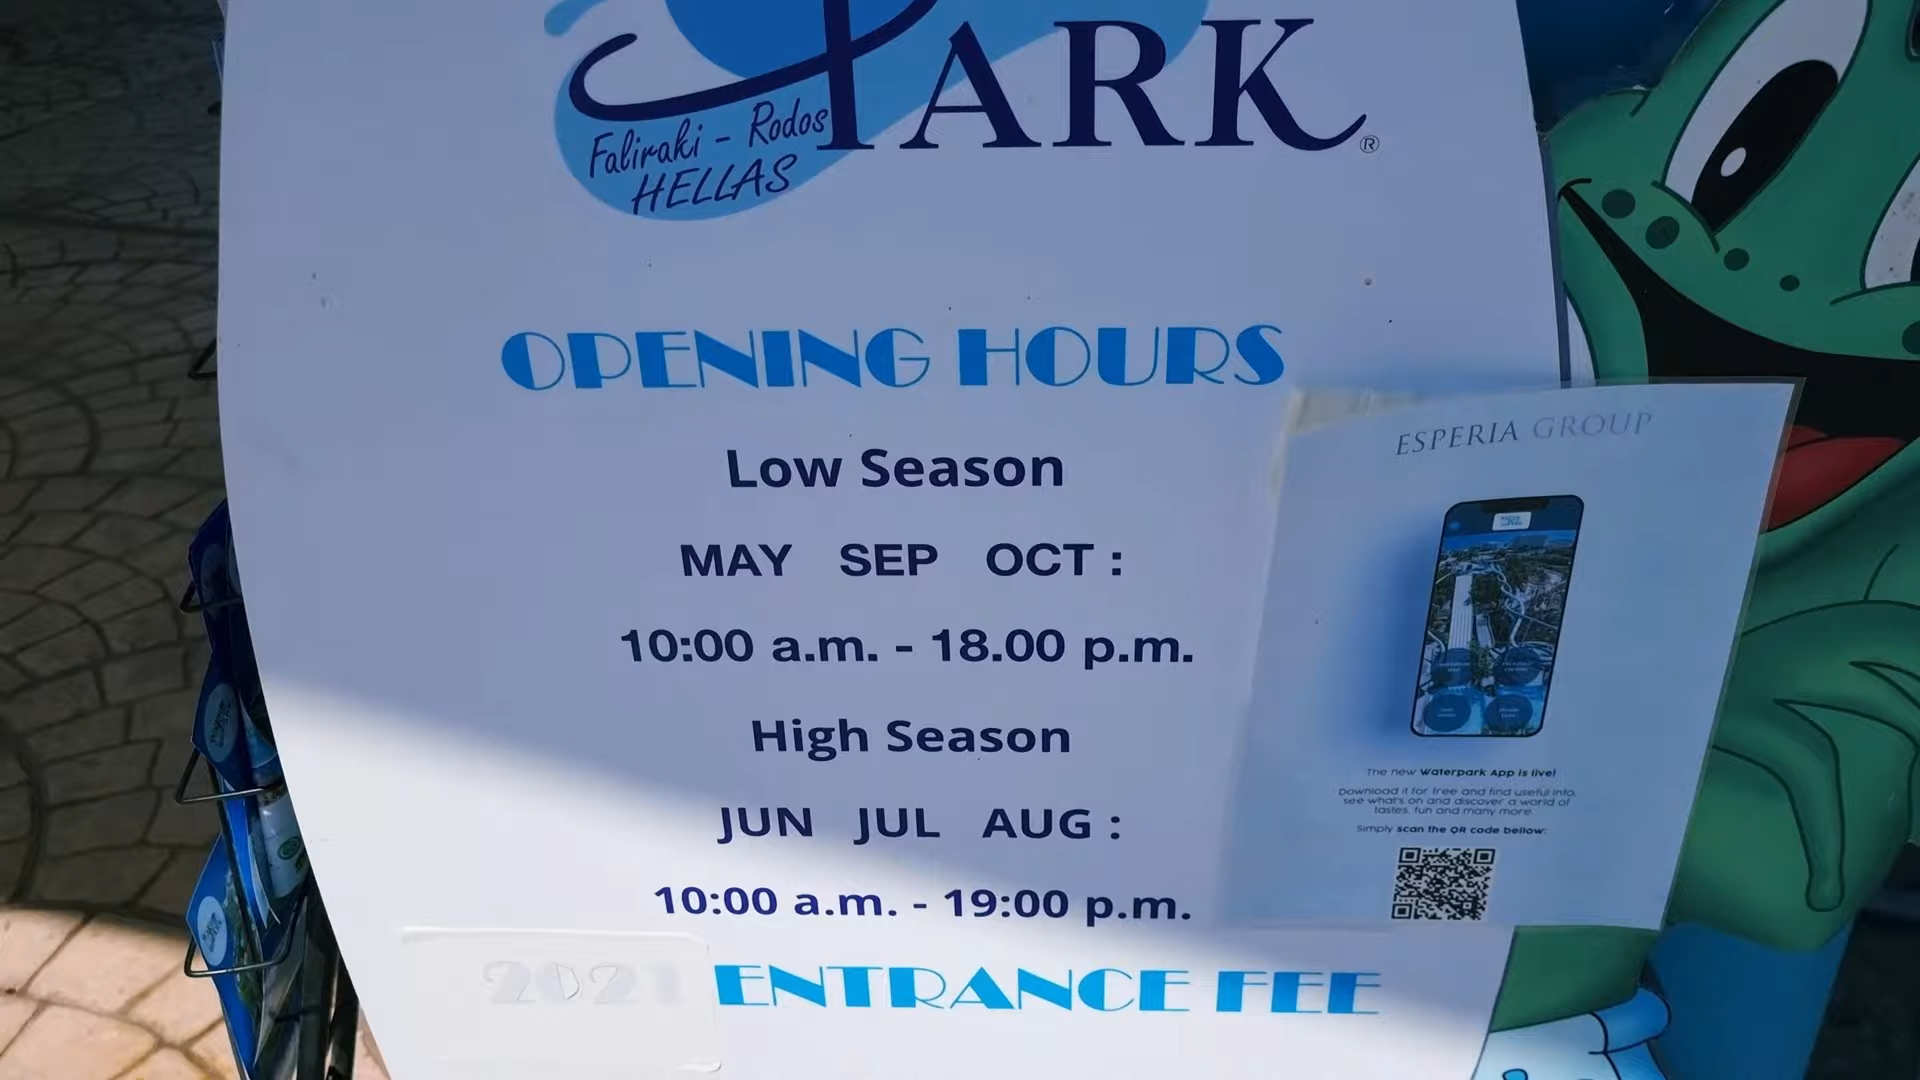 PARK®
Faliraki - Rodos
HELLAS
OPENING HOURS
Low Season
MAY SEP OCT :
10:00 a.m. - 18.00 p.m.
High Season
JUN JUL AUG :
10:00 a.m. - 19:00 p.m.
2021 ENTRANCE FEE
ESPERIA GROUP
The new Waterpark App is live!
Download it for free and find useful info,
see what's on and discover a world of
tastes, fun and many more.
Simply scan the QR code bellow: